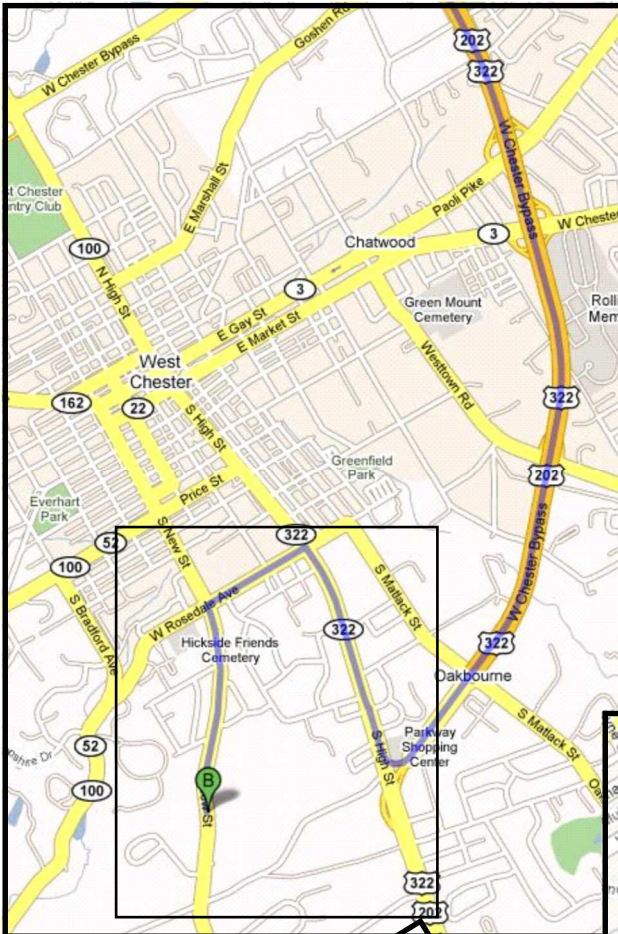 Goshen Rd
202
W Chester Bypass
322
W Chester Bypass
E Marshall St
Paoli Pike
st Chester
ntry Club
100
Chatwood
3
W Chester
N High St
3
Green Mount
Cemetery
Rolli
Mem
E Gay St
E Market St
West
Chester
Westtown Rd
162
22
322
S High St
Greenfield
Park
202
Price St
Everhart
Park
S New St
W Chester Bypass
52
322
100
S Matlack St
S Bradford Ave
W Rosedale Ave
322
322
Hickside Friends
Cemetery
Oakbourne
S Matlack St
52
pshire Dr
S High St
Parkway
Shopping
Center
100
B
St
322
202